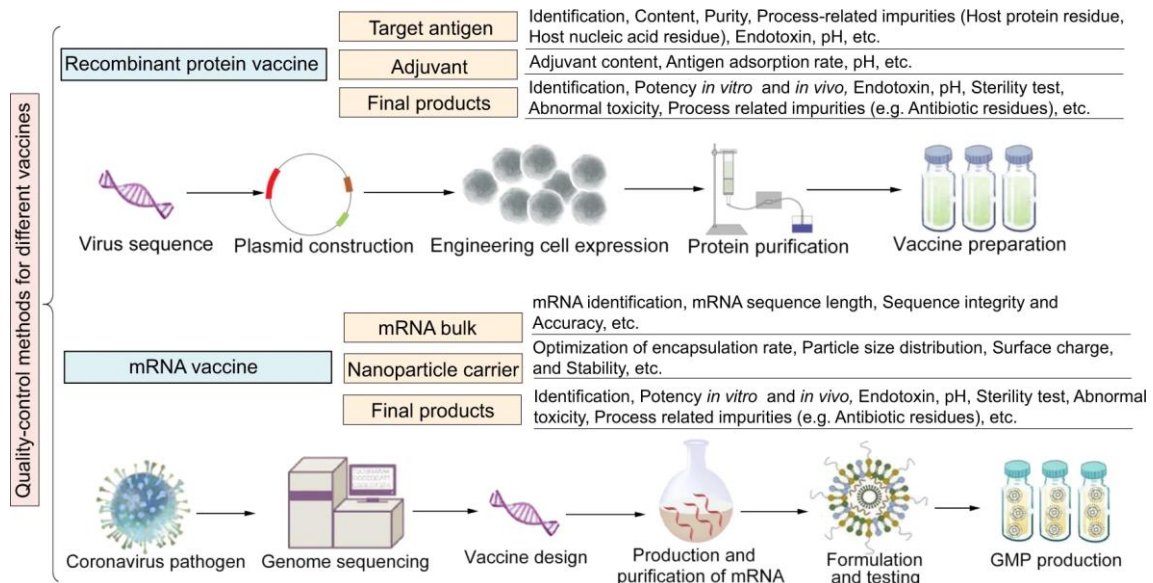 Quality-control methods for different vaccines
Recombinant protein vaccine
Target antigen
Identification, Content, Purity, Process-related impurities (Host protein residue,
Host nucleic acid residue), Endotoxin, pH, etc.
Adjuvant
Adjuvant content, Antigen adsorption rate, pH, etc.
Final products
Identification, Potency in vitro and in vivo, Endotoxin, pH, Sterility test,
Abnormal toxicity, Process related impurities (e.g. Antibiotic residues), etc.
Virus sequence
Plasmid construction
Engineering cell expression
Protein purification
Vaccine preparation
mRNA vaccine
mRNA bulk
mRNA identification, mRNA sequence length, Sequence integrity and
Accuracy, etc.
Nanoparticle carrier
Optimization of encapsulation rate, Particle size distribution, Surface charge,
and Stability, etc.
Final products
Identification, Potency in vitro and in vivo, Endotoxin, pH, Sterility test, Abnormal
toxicity, Process related impurities (e.g. Antibiotic residues), etc.
Coronavirus pathogen
Genome sequencing
Vaccine design
Production and
purification of mRNA
Formulation
and testing
GMP production